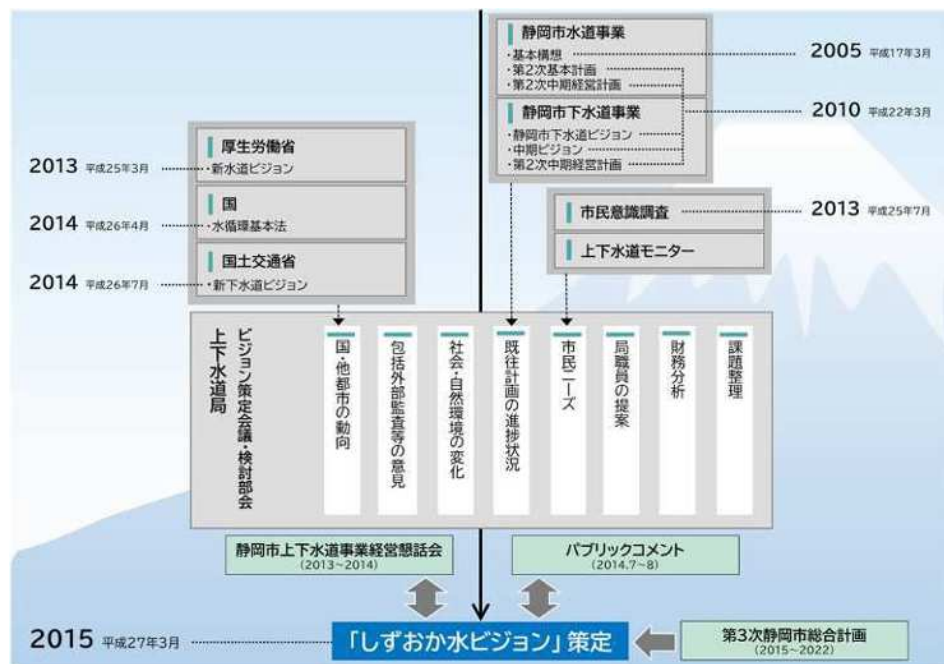 静岡市水道事業
・基本構想
・第2次基本計画
・第2次中期経営計画
2005 平成17年3月
静岡市下水道事業
・静岡市下水道ビジョン
・中期ビジョン
・第2次中期経営計画
2010 平成22年3月
厚生労働省
・新水道ビジョン
2013 平成25年3月
国
・水循環基本法
2014 平成26年4月
国土交通省
・新下水道ビジョン
2014 平成26年7月
市民意識調査
2013 平成25年7月
上下水道モニター
上下水道局
ビジョン策定会議・検討部会
国・他都市の動向
包括外部監査等の意見
社会・自然環境の変化
既往計画の進捗状況
市民ニーズ
局職員の提案
財務分析
課題整理
静岡市上下水道事業経営懇話会
(2013~2014)
パブリックコメント
(2014.7~8)
2015 平成27年3月
「しずおか水ビジョン」策定
第3次静岡市総合計画
(2015~2022)